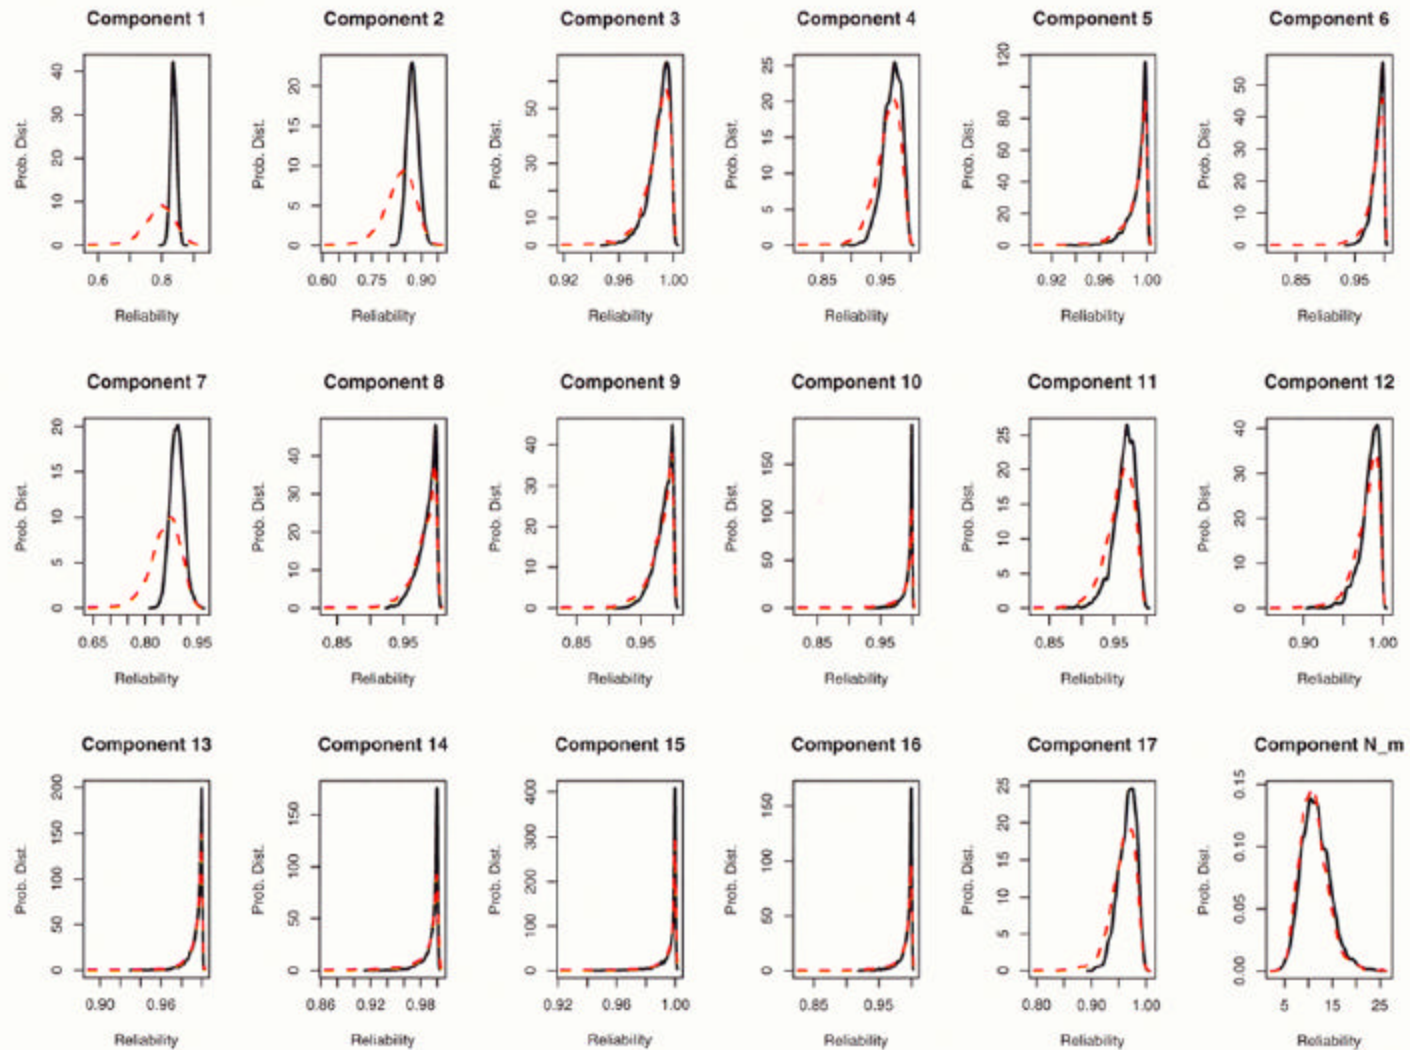 Component 1 Component 2 Component 3 Component 4 Component 5 Component 6
Prob. Dist. 0 10 20 30 40
Prob. Dist. 0 5 10 15 20
Prob. Dist. 0 10 30 50
Prob. Dist. 0 5 10 15 20 25
Prob. Dist. 0 20 40 60 80 120
Prob. Dist. 0 10 20 30 40 50
0.6 0.8 0.60 0.75 0.90 0.92 0.96 1.00 0.85 0.95 0.92 0.96 1.00 0.85 0.95
Reliability Reliability Reliability Reliability Reliability Reliability
Component 7 Component 8 Component 9 Component 10 Component 11 Component 12
Prob. Dist. 0 5 10 15 20
Prob. Dist. 0 10 20 30 40
Prob. Dist. 0 10 20 30 40
Prob. Dist. 0 50 100 150
Prob. Dist. 0 5 10 15 20 25
Prob. Dist. 0 10 20 30 40
0.65 0.80 0.95 0.85 0.95 0.85 0.95 0.85 0.95 0.85 0.95 0.90 1.00
Reliability Reliability Reliability Reliability Reliability Reliability
Component 13 Component 14 Component 15 Component 16 Component 17 Component N_m
Prob. Dist. 0 50 100 150 200
Prob. Dist. 0 50 100 150
Prob. Dist. 0 100 200 300 400
Prob. Dist. 0 50 100 150
Prob. Dist. 0 5 10 15 20 25
Prob. Dist. 0.00 0.05 0.10 0.15
0.90 0.96 0.86 0.92 0.98 0.92 0.96 1.00 0.85 0.95 0.80 0.90 1.00 5 15 25
Reliability Reliability Reliability Reliability Reliability Reliability